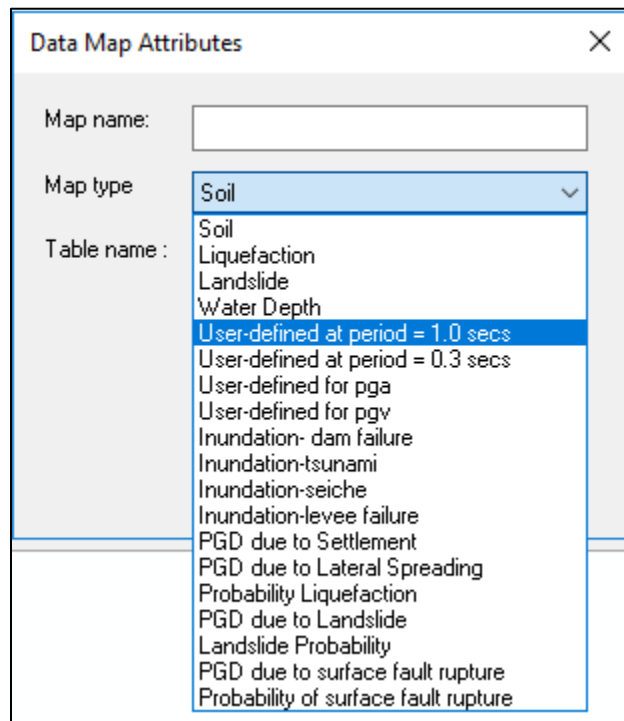 Data Map Attributes
Map name:
Map type
Soil
Table name :
Soil
Liquefaction
Landslide
Water Depth
User-defined at period = 1.0 secs
User-defined at period = 0.3 secs
User-defined for pga
User-defined for pgv
Inundation- dam failure
Inundation-tsunami
Inundation-seiche
Inundation-levee failure
PGD due to Settlement
PGD due to Lateral Spreading
Probability Liquefaction
PGD due to Landslide
Landslide Probability
PGD due to surface fault rupture
Probability of surface fault rupture